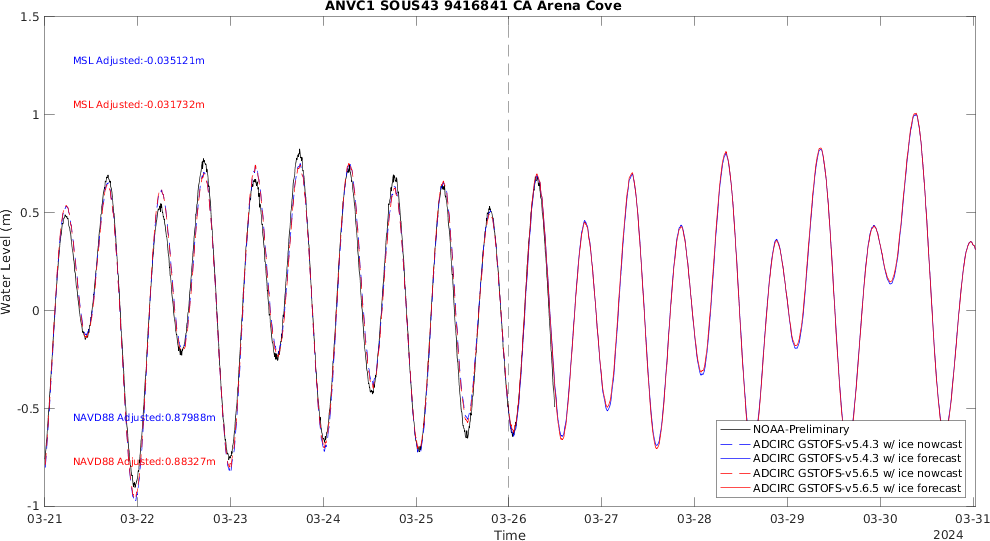 ANVC1 SOUS43 9416841 CA Arena Cove
1.5
1
0.5
0
-0.5
-1
Water Level (m)
MSL Adjusted:-0.035121m
MSL Adjusted:-0.031732m
NAVD88 Adjusted:0.87988m
NAVD88 Adjusted:0.88327m
NOAA-Preliminary
ADCIRC GSTOFS-v5.4.3 w/ ice nowcast
ADCIRC GSTOFS-v5.4.3 w/ ice forecast
ADCIRC GSTOFS-v5.6.5 w/ ice nowcast
ADCIRC GSTOFS-v5.6.5 w/ ice forecast
03-21 03-22 03-23 03-24 03-25 03-26 03-27 03-28 03-29 03-30 03-31
Time
2024